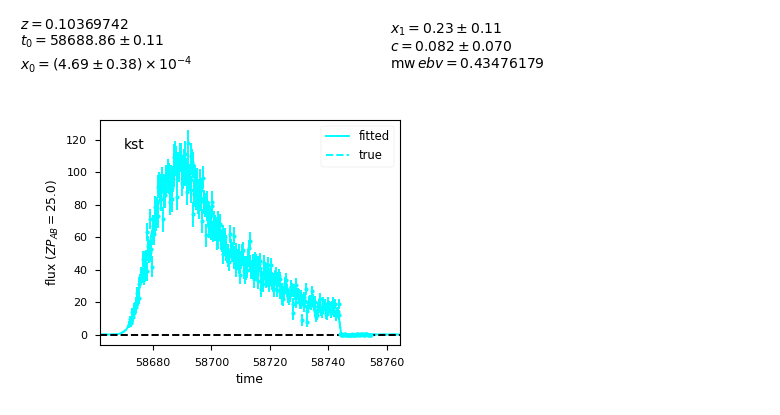 z = 0.10369742
t₀ = 58688.86 ± 0.11
x₀ = (4.69 ± 0.38) × 10⁻⁴
x₁ = 0.23 ± 0.11
c = 0.082 ± 0.070
mw ebv = 0.43476179
kst
fitted
true
flux (ZP_AB = 25.0)
120
100
80
60
40
20
0
58680 58700 58720 58740 58760
time